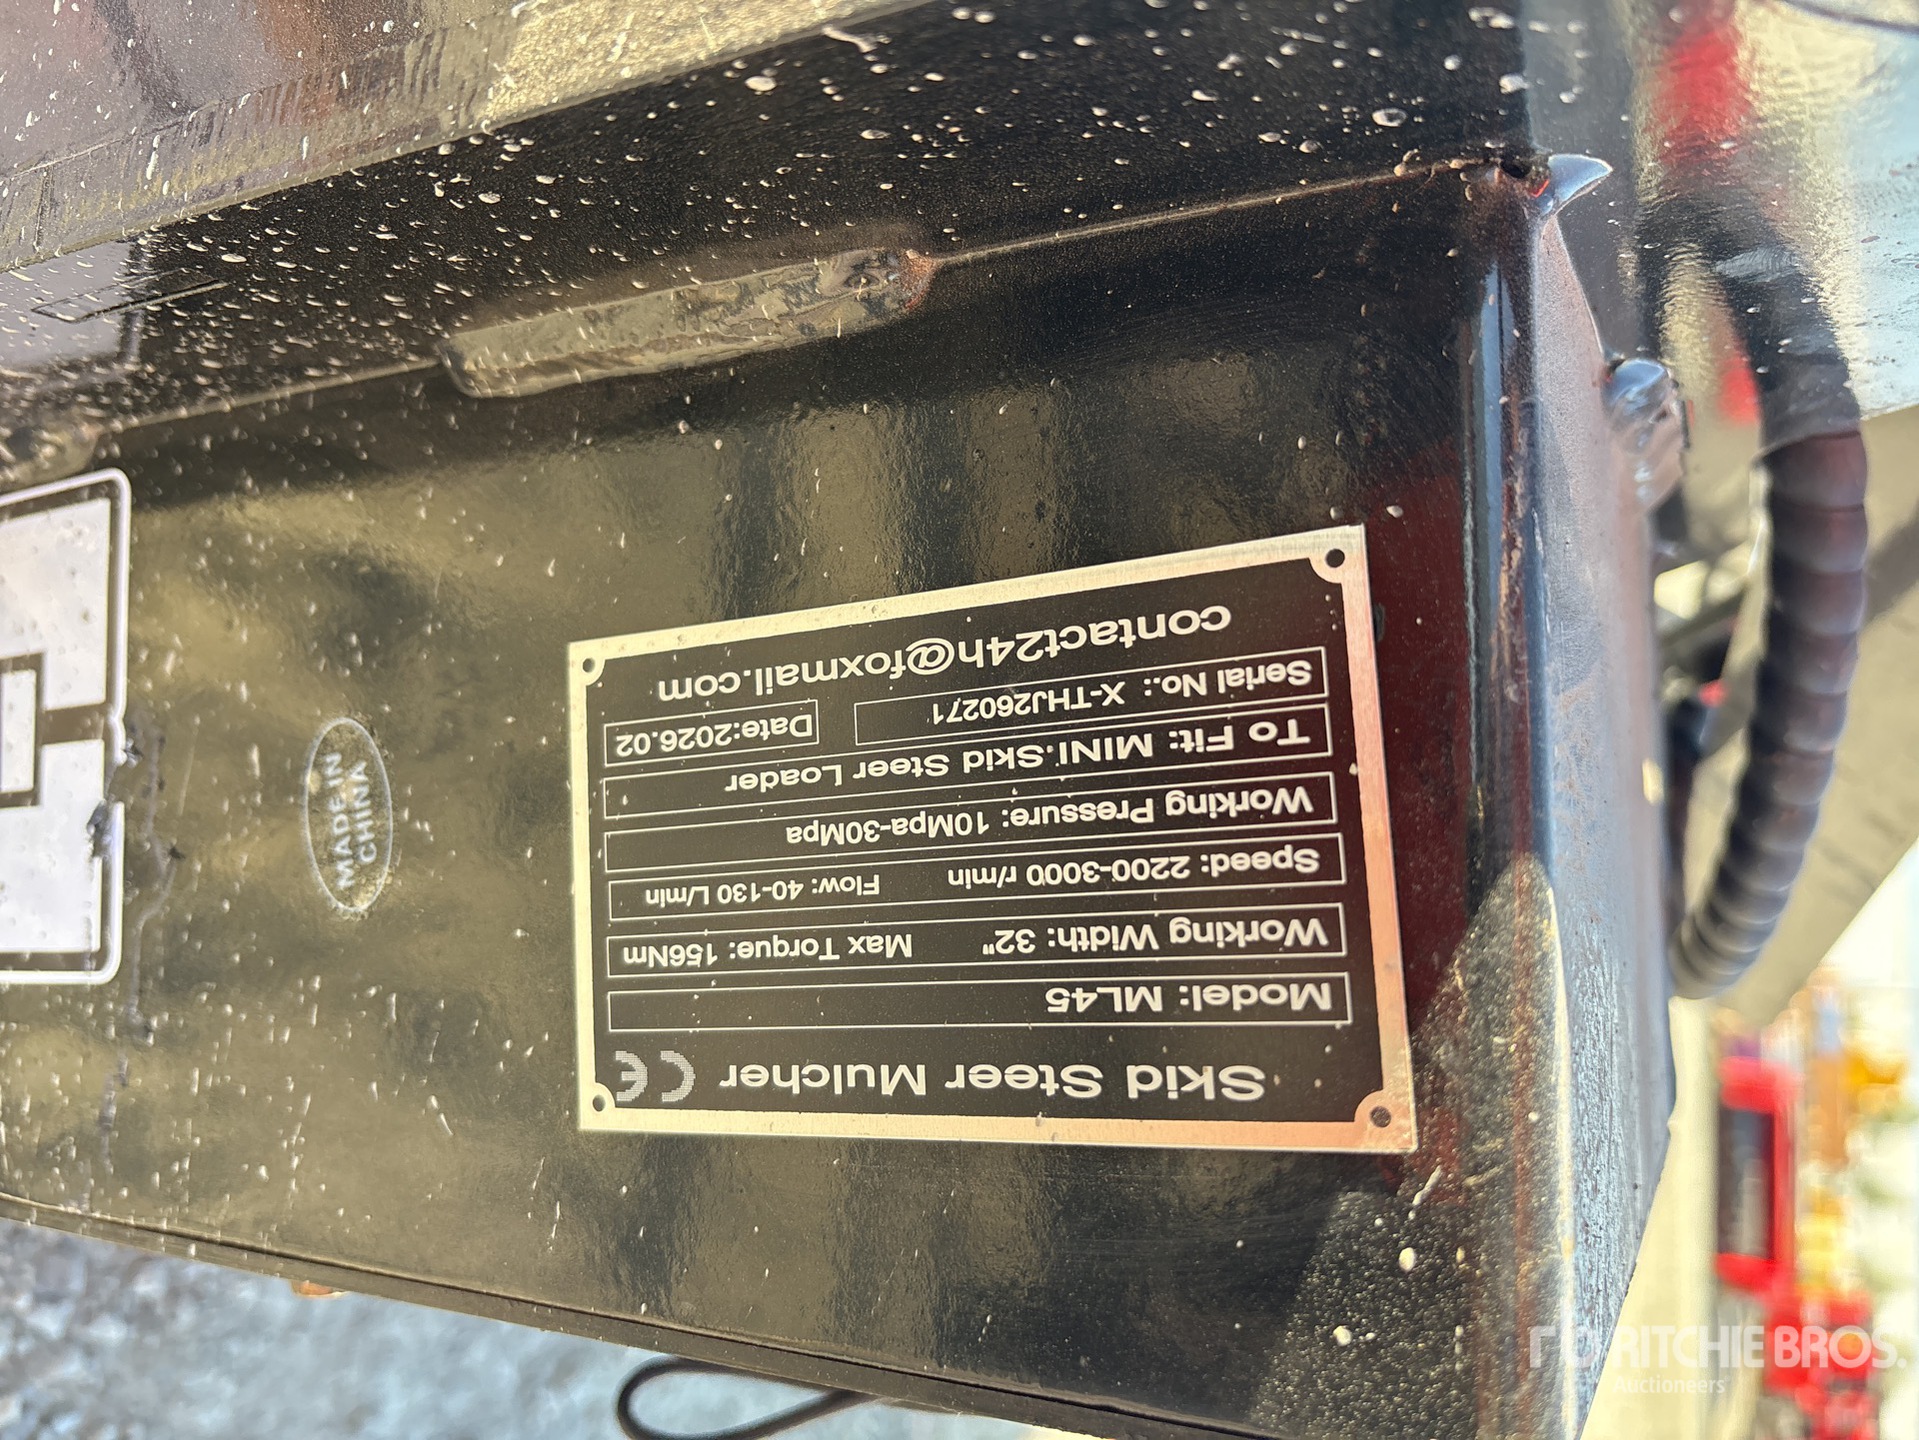 Skid Steer Mulcher CE
Model: ML45
Working Width: 32" Max Torque: 156Nm
Speed: 2200-3000 r/min Flow: 40-130 L/min
Working Pressure: 10Mpa-30Mpa
To Fit: MINI.Skid Steer Loader
Serial No.: X-THJ260271 Date:2026.02
contact24h@foxmail.com
MADE IN
CHINA
RITCHIE BROS.
Auctioneers